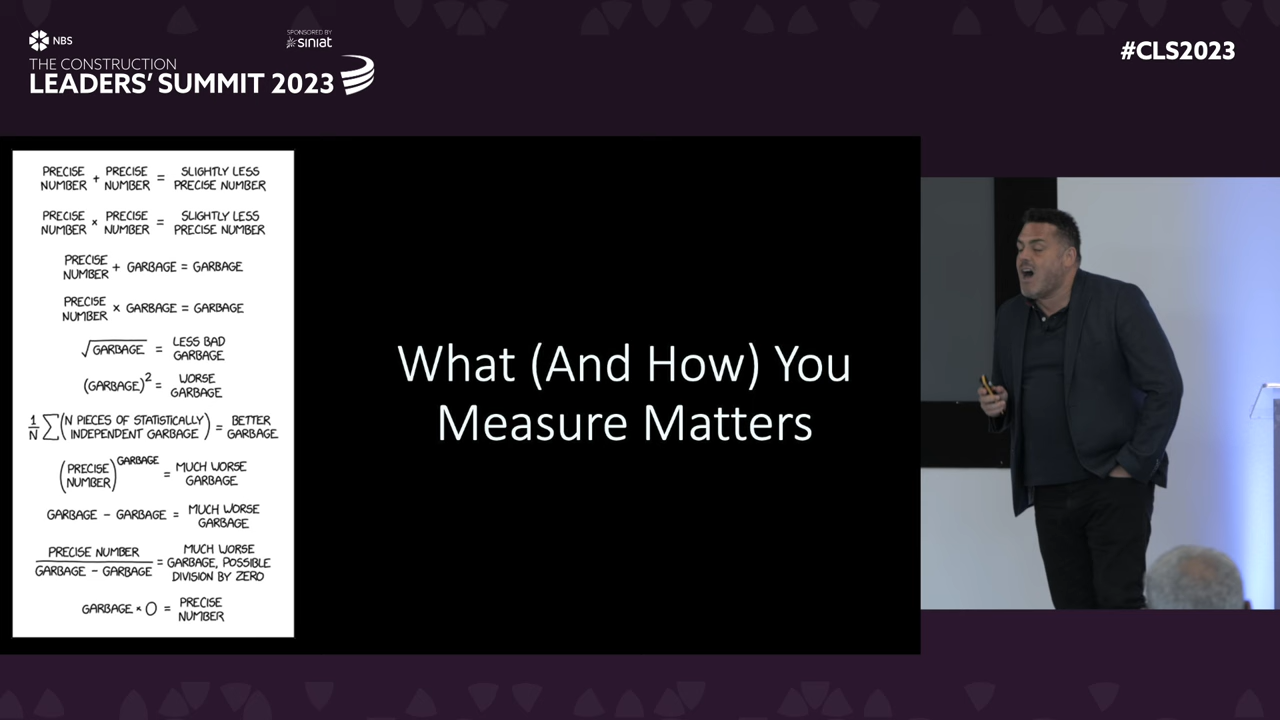 NBS
SPONSORED BY
siniat
THE CONSTRUCTION
LEADERS' SUMMIT 2023
#CLS2023
PRECISE NUMBER + PRECISE NUMBER = SLIGHTLY LESS PRECISE NUMBER
PRECISE NUMBER × PRECISE NUMBER = SLIGHTLY LESS PRECISE NUMBER
PRECISE NUMBER + GARBAGE = GARBAGE
PRECISE NUMBER × GARBAGE = GARBAGE
√GARBAGE = LESS BAD GARBAGE
(GARBAGE)² = WORSE GARBAGE
1/N ∑ (N PIECES OF STATISTICALLY INDEPENDENT GARBAGE) = BETTER GARBAGE
(PRECISE NUMBER)^GARBAGE = MUCH WORSE GARBAGE
GARBAGE – GARBAGE = MUCH WORSE GARBAGE
PRECISE NUMBER / GARBAGE – GARBAGE = MUCH WORSE GARBAGE, POSSIBLE DIVISION BY ZERO
GARBAGE × 0 = PRECISE NUMBER
What (And How) You
Measure Matters